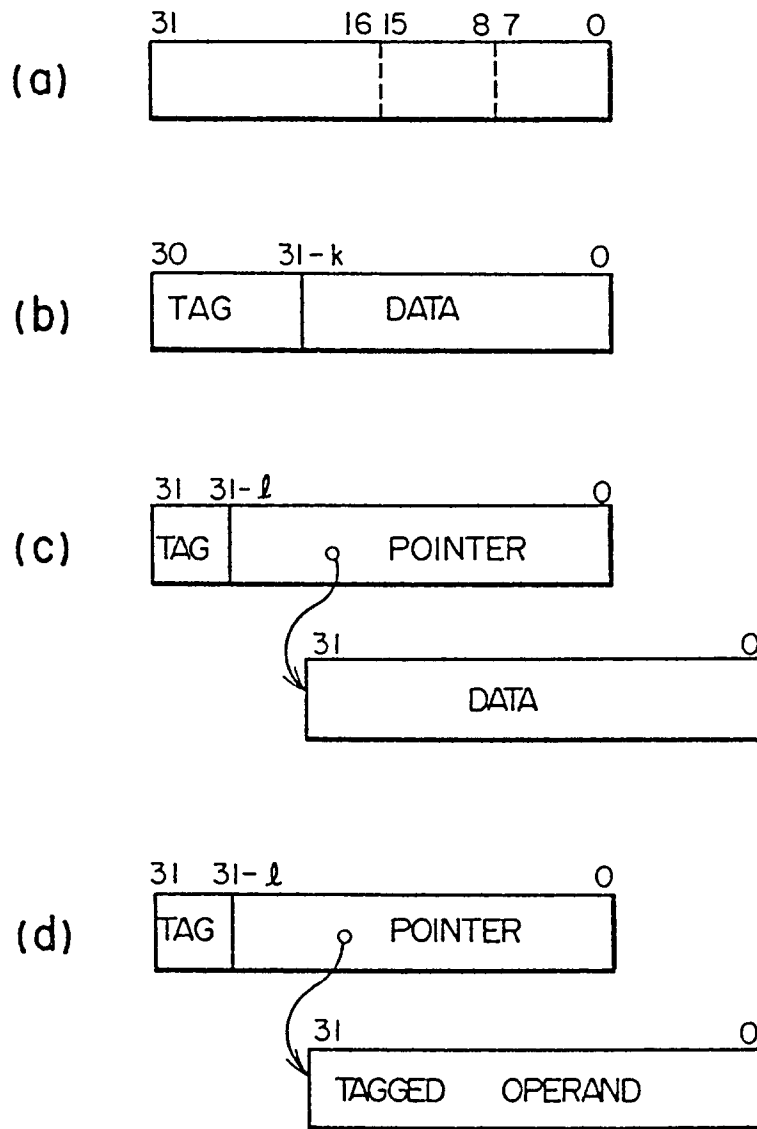 31 16 15 8 7 0
(a)
30 31-k 0
(b) TAG DATA
31 31-ℓ 0
(c) TAG POINTER
31 0
DATA
31 31-ℓ 0
(d) TAG POINTER
31 0
TAGGED OPERAND